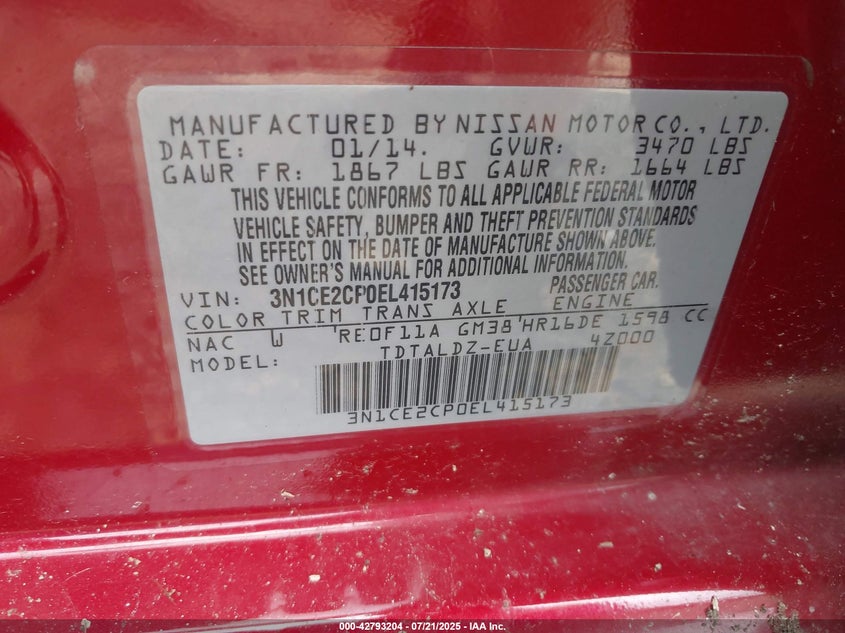 MANUFACTURED BY NISSAN MOTOR CO., LTD.
DATE: 01/14. GVWR: 3470 LBS
GAWR FR: 1867 LBS GAWR RR: 1664 LBS
THIS VEHICLE CONFORMS TO ALL APPLICABLE FEDERAL MOTOR
VEHICLE SAFETY, BUMPER AND THEFT PREVENTION STANDARDS
IN EFFECT ON THE DATE OF MANUFACTURE SHOWN ABOVE.
SEE OWNER'S MANUAL FOR ADDITIONAL INFORMATION.
VIN: 3N1CE2CP0EL415173 PASSENGER CAR.
COLOR TRIM TRANS AXLE ENGINE
NAC W 'RE0F11A GM38'HR16DE 1598 CC
MODEL: TDTALDZ-EUA 4Z000
3N1CE2CP0EL415173
000-42793204 - 07/21/2025 - IAA Inc.